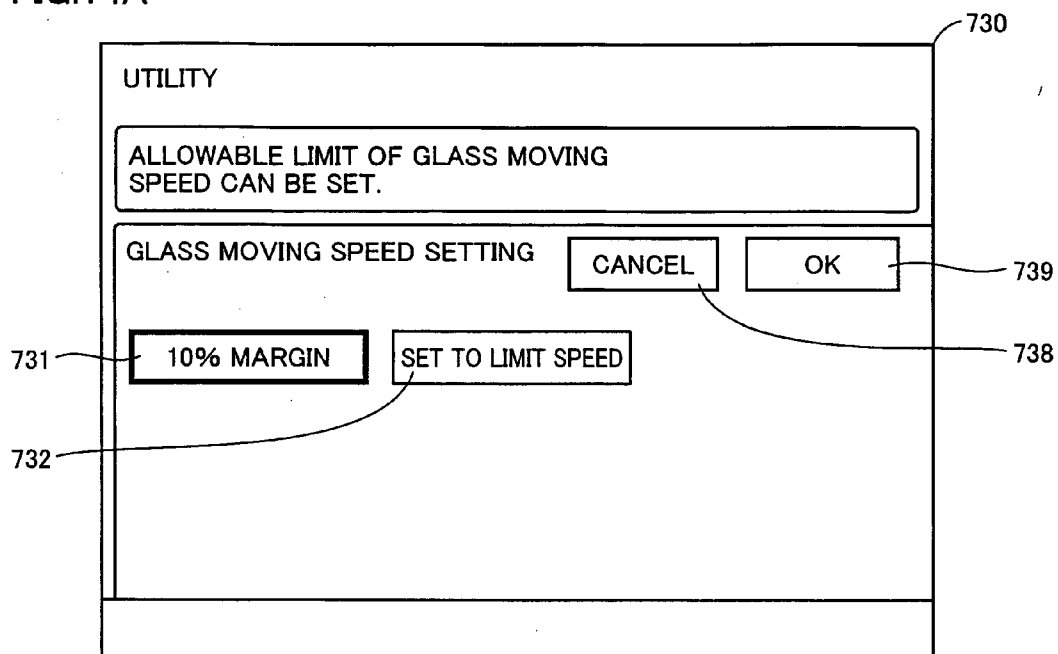 730
UTILITY
ALLOWABLE LIMIT OF GLASS MOVING
SPEED CAN BE SET.
GLASS MOVING SPEED SETTING
CANCEL
OK
739
738
731
10% MARGIN
SET TO LIMIT SPEED
732